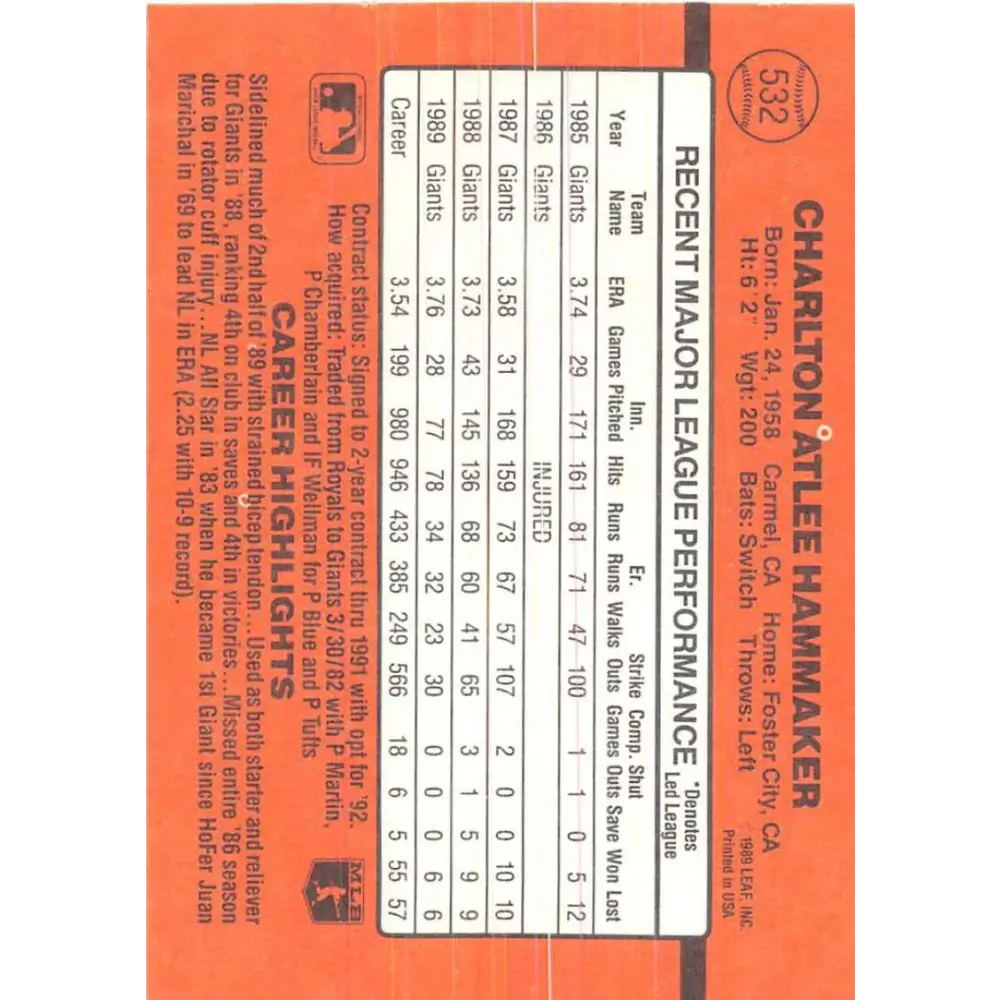 532
CHARLTON ATLEE HAMMAKER
Born: Jan. 24, 1958 Carmel, CA Home: Foster City, CA
Ht: 6' 2" Wgt: 200 Bats: Switch Throws: Left
© 1989 LEAF, INC.
Printed in USA
RECENT MAJOR LEAGUE PERFORMANCE
*Denotes
Led League
Team Inn. Er. Strike Comp. Shut
Year Name ERA Games Pitched Hits Runs Runs Walks Outs Games Outs Save Won Lost
1985 Giants 3.74 29 171 161 81 71 47 100 1 1 0 5 12
1986 Giants INJURED
1987 Giants 3.58 31 168 159 73 67 57 107 2 0 0 10 10
1988 Giants 3.73 43 145 136 68 60 41 65 3 1 5 9 9
1989 Giants 3.76 28 77 78 34 32 23 30 0 0 0 6 6
Career 3.54 199 980 946 433 385 249 566 18 6 5 55 57
Contract status: Signed to 2-year contract thru 1991 with opt for '92.
How acquired: Traded from Royals to Giants 3/30/82 with P Martin,
P Chamberlain and IF Wellman for P Blue and P Tufts
MLB
CAREER HIGHLIGHTS
Sidelined much of 2nd half of '89 with strained bicep tendon...Used as both starter and reliever
for Giants in '88, ranking 4th on club in saves and 4th in victories...Missed entire '86 season
due to rotator cuff injury...NL All Star in '83 when he became 1st Giant since HoFer Juan
Marichal in '69 to lead NL in ERA (2.25 with 10-9 record).